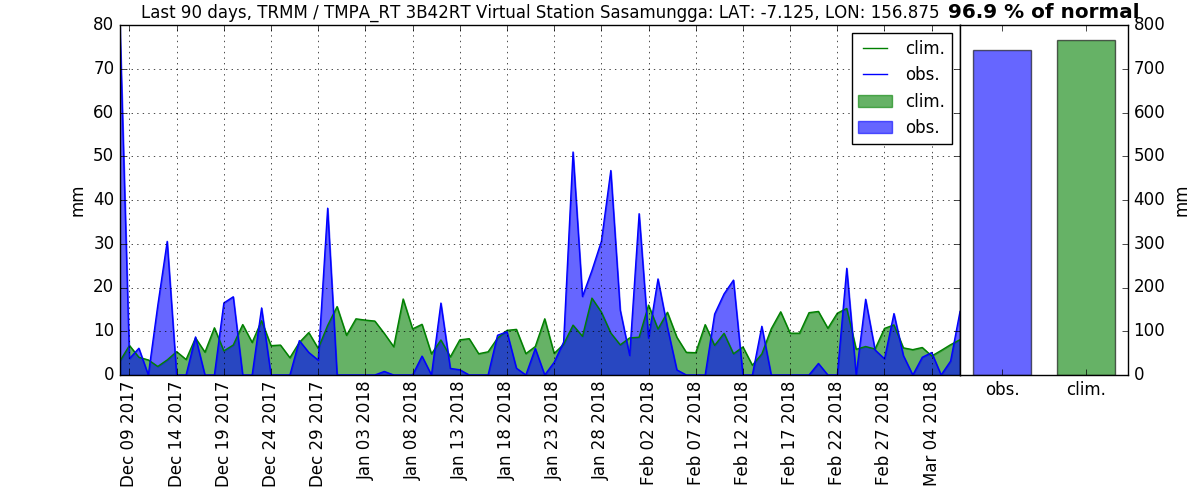 Last 90 days, TRMM / TMPA_RT 3B42RT Virtual Station Sasamungga: LAT: -7.125, LON: 156.875
96.9 % of normal
80
70
60
50
40
30
20
10
0
mm
clim.
obs.
clim.
obs.
800
700
600
500
400
300
200
100
0
mm
obs.
clim.
Dec 09 2017
Dec 14 2017
Dec 19 2017
Dec 24 2017
Dec 29 2017
Jan 03 2018
Jan 08 2018
Jan 13 2018
Jan 18 2018
Jan 23 2018
Jan 28 2018
Feb 02 2018
Feb 07 2018
Feb 12 2018
Feb 17 2018
Feb 22 2018
Feb 27 2018
Mar 04 2018